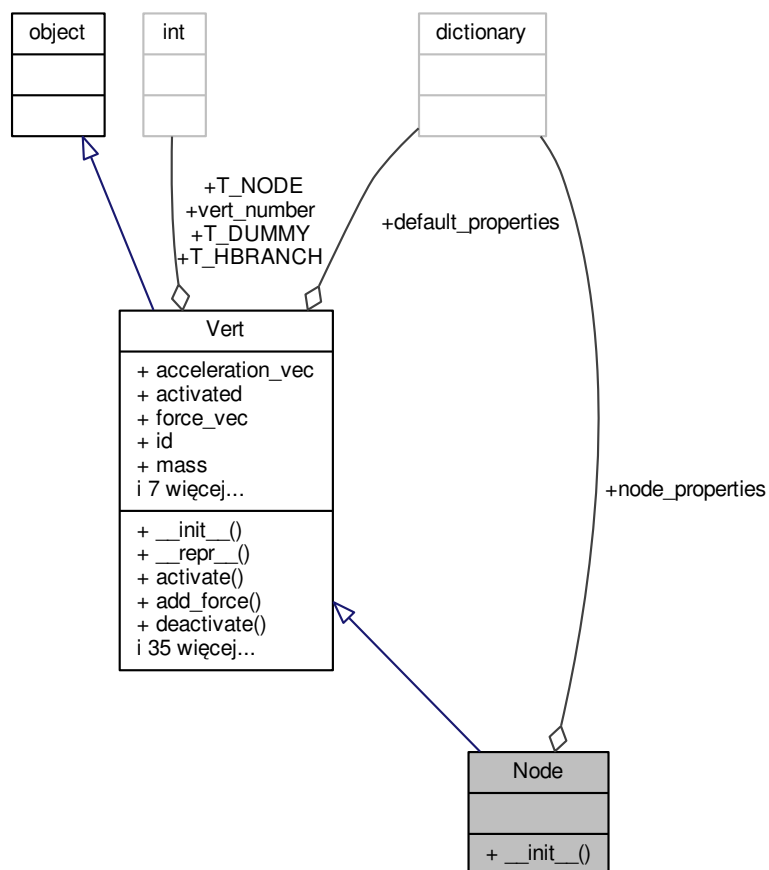 object
int
dictionary
+T_NODE
+vert_number
+T_DUMMY
+T_HBRANCH
+default_properties
Vert
+ acceleration_vec
+ activated
+ force_vec
+ id
+ mass
i 7 więcej...
+ __init__()
+ __repr__()
+ activate()
+ add_force()
+ deactivate()
i 35 więcej...
+node_properties
Node
+ __init__()